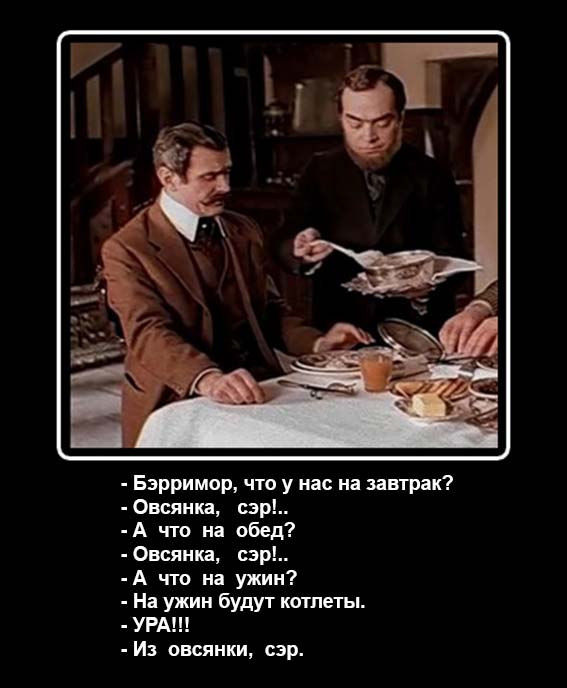 - Бэрримор, что у нас на завтрак?
- Овсянка, сэр!..
- А что на обед?
- Овсянка, сэр!..
- А что на ужин?
- На ужин будут котлеты.
- УРА!!!
- Из овсянки, сэр.